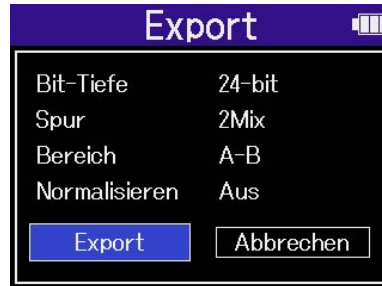 Export
Bit-Tiefe 24-bit
Spur 2Mix
Bereich A-B
Normalisieren Aus
Export Abbrechen